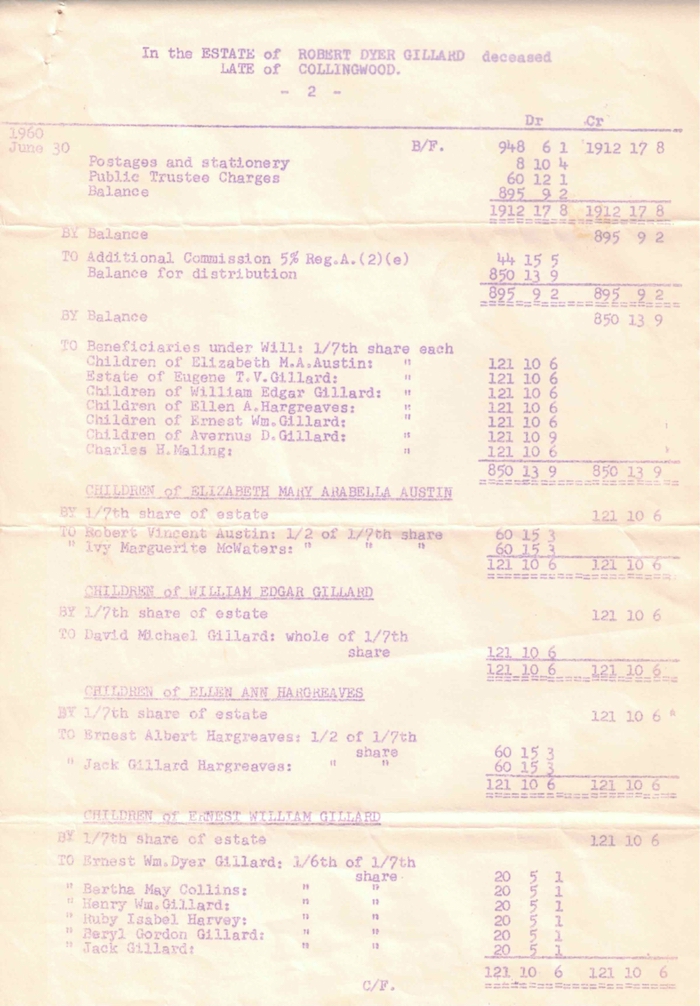 In the ESTATE of ROBERT DYER GILLARD deceased
LATE of COLLINGWOOD.
- 2 -
Dr Cr
1960
June 30 B/F. 948 6 1 1912 17 8
Postages and stationery 8 10 4
Public Trustee Charges 60 12 1
Balance 895 9 2
1912 17 8 1912 17 8
BY Balance 895 9 2
TO Additional Commission 5% Reg.A.(2)(e) 44 15 5
Balance for distribution 850 13 9
895 9 2 895 9 2
BY Balance 850 13 9
TO Beneficiaries under Will: 1/7th share each
Children of Elizabeth M.A.Austin: " 121 10 6
Estate of Eugene T.V.Gillard: " 121 10 6
Children of William Edgar Gillard: " 121 10 6
Children of Ellen A.Hargreaves: " 121 10 6
Children of Ernest Wm.Gillard: " 121 10 6
Children of Avernus D.Gillard: " 121 10 9
Charles H.Maling: " 121 10 6
850 13 9 850 13 9
CHILDREN of ELIZABETH MARY ARABELLA AUSTIN
BY 1/7th share of estate 121 10 6
TO Robert Vincent Austin: 1/2 of 1/7th share 60 15 3
" Ivy Marguerite McWaters: " " " 60 15 3
121 10 6 121 10 6
CHILDREN of WILLIAM EDGAR GILLARD
BY 1/7th share of estate 121 10 6
TO David Michael Gillard: whole of 1/7th
share 121 10 6
121 10 6 121 10 6
CHILDREN of ELLEN ANN HARGREAVES
BY 1/7th share of estate 121 10 6
TO Ernest Albert Hargreaves: 1/2 of 1/7th
share 60 15 3
" Jack Gillard Hargreaves: " " 60 15 3
121 10 6 121 10 6
CHILDREN of ERNEST WILLIAM GILLARD
BY 1/7th share of estate 121 10 6
TO Ernest Wm.Dyer Gillard: 1/6th of 1/7th
share 20 5 1
" Bertha May Collins: " " 20 5 1
" Henry Wm.Gillard: " " 20 5 1
" Ruby Isabel Harvey: " " 20 5 1
" Beryl Gordon Gillard: " " 20 5 1
" Jack Gillard: " " 20 5 1
121 10 6 121 10 6
C/F.